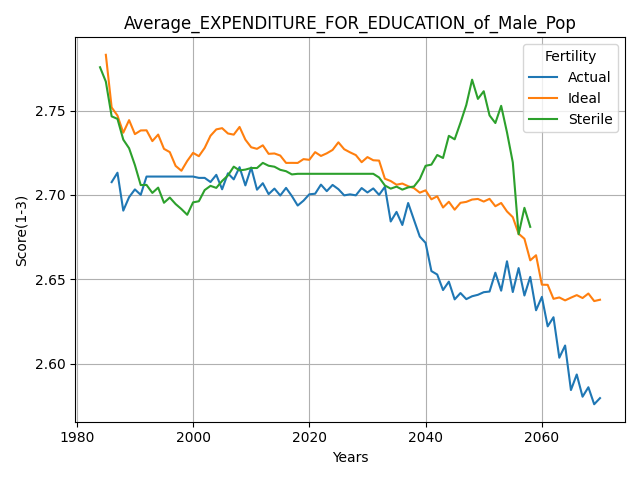 Average_EXPENDITURE_FOR_EDUCATION_of_Male_Pop
Fertility
Actual
Ideal
Sterile
Score(1-3)
2.75
2.70
2.65
2.60
1980 2000 2020 2040 2060
Years